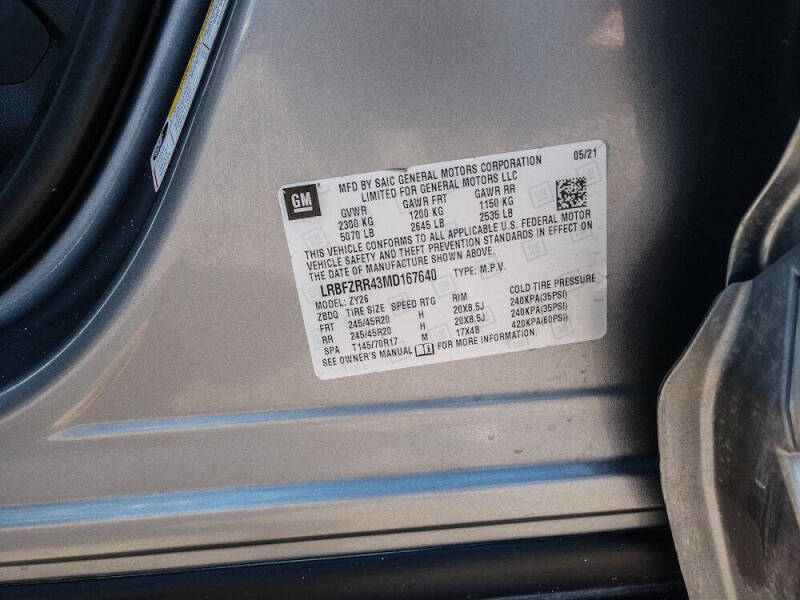 GM
MFD BY SAIC GENERAL MOTORS CORPORATION 05/21
LIMITED FOR GENERAL MOTORS LLC
GVWR GAWR FRT GAWR RR
2300 KG 1200 KG 1150 KG
5070 LB 2645 LB 2535 LB
THIS VEHICLE CONFORMS TO ALL APPLICABLE U.S. FEDERAL MOTOR
VEHICLE SAFETY AND THEFT PREVENTION STANDARDS IN EFFECT ON
THE DATE OF MANUFACTURE SHOWN ABOVE.
LRBFZRR43MD167640 TYPE: M.P.V.
MODEL: ZY26
ZBDQ TIRE SIZE SPEED RTG RIM COLD TIRE PRESSURE
FRT 245/45R20 H 20X8.5J 240KPA(35PSI)
RR 245/45R20 H 20X8.5J 240KPA(35PSI)
SPA T145/70R17 M 17X4B 420KPA(60PSI)
SEE OWNER'S MANUAL FOR MORE INFORMATION.